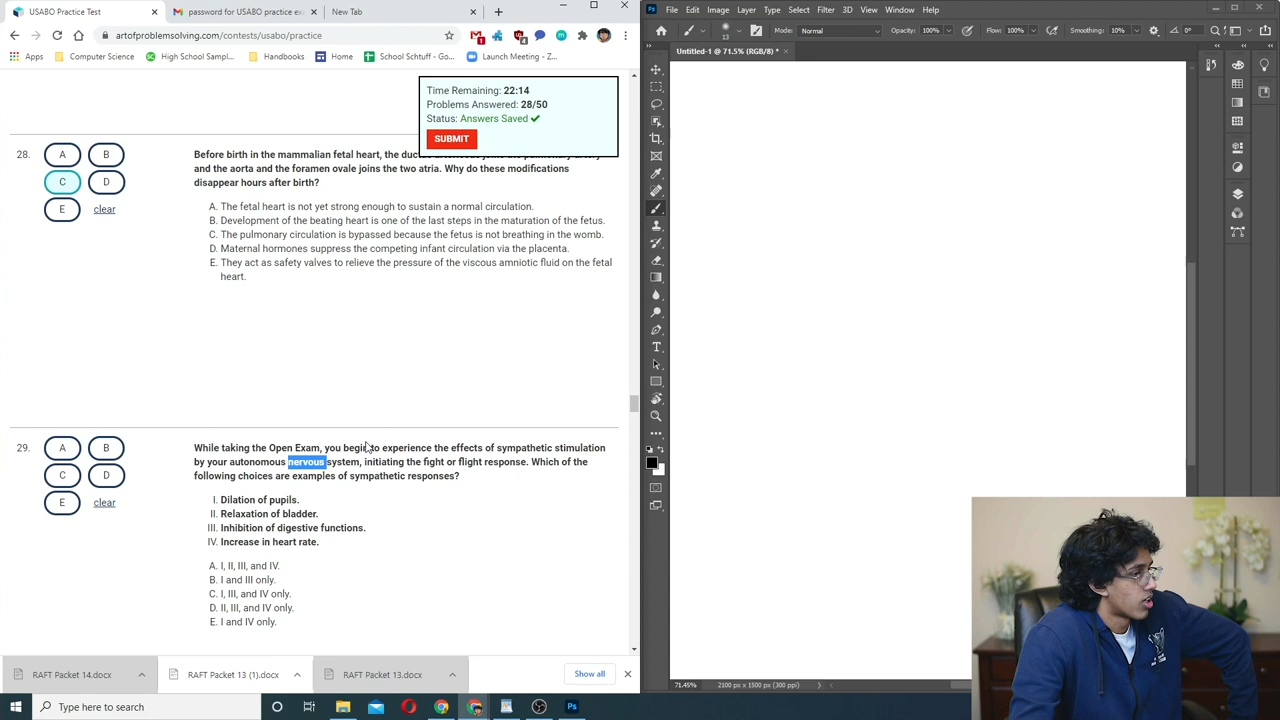 USABO Practice Test
password for USABO practice ex
New Tab
artofproblemsolving.com/contests/usabo/practice
Apps
Computer Science
High School Sampl...
Handbooks
Home
School Schtuff - Go...
Launch Meeting - Z...
Time Remaining: 22:14
Problems Answered: 28/50
Status: Answers Saved ✔
SUBMIT
28.
A
B
C
D
E
clear
Before birth in the mammalian fetal heart, the
and the aorta and the foramen ovale joins the two atria. Why do these modifications
disappear hours after birth?
A. The fetal heart is not yet strong enough to sustain a normal circulation.
B. Development of the beating heart is one of the last steps in the maturation of the fetus.
C. The pulmonary circulation is bypassed because the fetus is not breathing in the womb.
D. Maternal hormones suppress the competing infant circulation via the placenta.
E. They act as safety valves to relieve the pressure of the viscous amniotic fluid on the fetal
heart.
29.
A
B
C
D
E
clear
While taking the Open Exam, you begin to experience the effects of sympathetic stimulation
by your autonomous nervous system, initiating the fight or flight response. Which of the
following choices are examples of sympathetic responses?
I. Dilation of pupils.
II. Relaxation of bladder.
III. Inhibition of digestive functions.
IV. Increase in heart rate.
A. I, II, III, and IV.
B. I and III only.
C. I, III, and IV only.
D. II, III, and IV only.
E. I and IV only.
RAFT Packet 14.docx
RAFT Packet 13 (1).docx
RAFT Packet 13.docx
Show all
Type here to search
Ps
File Edit Image Layer Type Select Filter 3D View Window Help
13
Mode: Normal
Opacity: 100%
Flow: 100%
Smoothing: 10%
0°
Untitled-1 @ 71.5% (RGB/8) *
71.45%
2100 px x 1500 px (300 ppi)